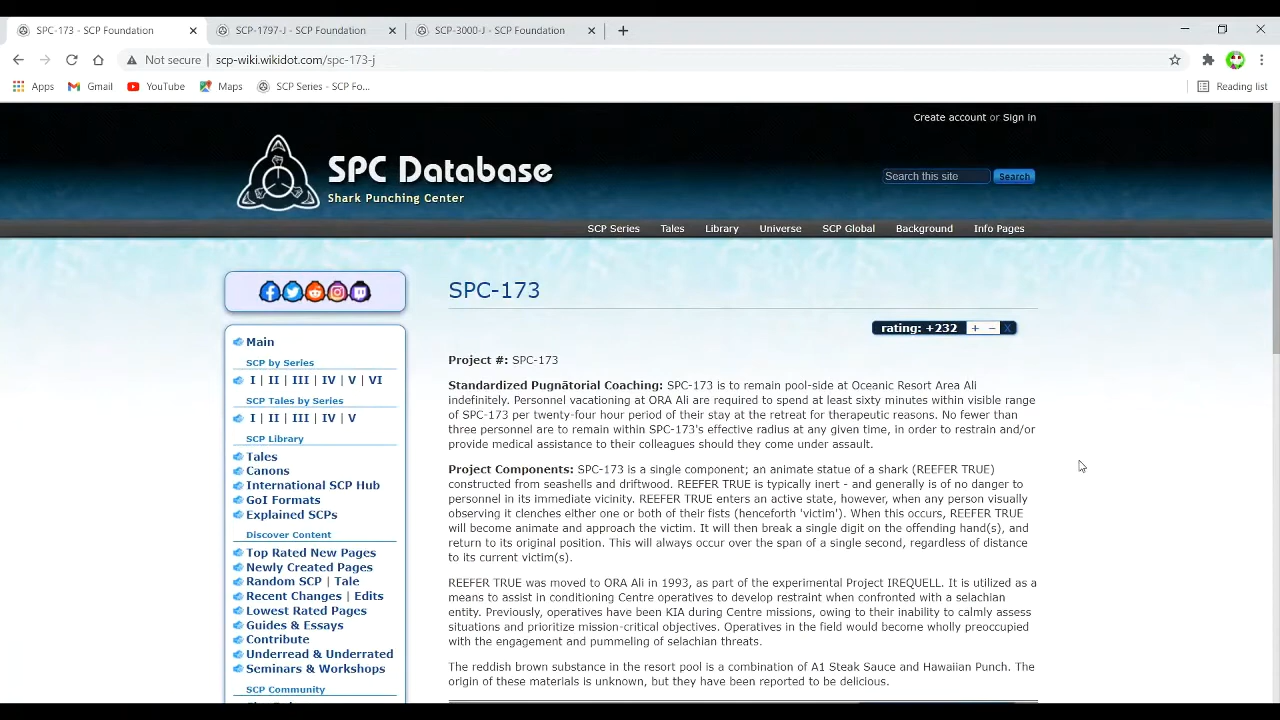 SPC-173 - SCP Foundation
SCP-1797-J - SCP Foundation
SCP-3000-J - SCP Foundation
Not secure
scp-wiki.wikidot.com/spc-173-j
Apps
Gmail
YouTube
Maps
SCP Series - SCP Fo...
Reading list
Create account or Sign in
SPC Database
Shark Punching Center
Search this site
Search
SCP Series
Tales
Library
Universe
SCP Global
Background
Info Pages
Main
SCP by Series
I | II | III | IV | V | VI
SCP Tales by Series
I | II | III | IV | V
SCP Library
Tales
Canons
International SCP Hub
GoI Formats
Explained SCPs
Discover Content
Top Rated New Pages
Newly Created Pages
Random SCP | Tale
Recent Changes | Edits
Lowest Rated Pages
Guides & Essays
Contribute
Underread & Underrated
Seminars & Workshops
SCP Community
SPC-173
rating: +232 + – X
Project #: SPC-173
Standardized Pugnātorial Coaching: SPC-173 is to remain pool-side at Oceanic Resort Area Ali
indefinitely. Personnel vacationing at ORA Ali are required to spend at least sixty minutes within visible range
of SPC-173 per twenty-four hour period of their stay at the retreat for therapeutic reasons. No fewer than
three personnel are to remain within SPC-173's effective radius at any given time, in order to restrain and/or
provide medical assistance to their colleagues should they come under assault.
Project Components: SPC-173 is a single component; an animate statue of a shark (REEFER TRUE)
constructed from seashells and driftwood. REEFER TRUE is typically inert - and generally is of no danger to
personnel in its immediate vicinity. REEFER TRUE enters an active state, however, when any person visually
observing it clenches either one or both of their fists (henceforth 'victim'). When this occurs, REEFER TRUE
will become animate and approach the victim. It will then break a single digit on the offending hand(s), and
return to its original position. This will always occur over the span of a single second, regardless of distance
to its current victim(s).
REEFER TRUE was moved to ORA Ali in 1993, as part of the experimental Project IREQUELL. It is utilized as a
means to assist in conditioning Centre operatives to develop restraint when confronted with a selachian
entity. Previously, operatives have been KIA during Centre missions, owing to their inability to calmly assess
situations and prioritize mission-critical objectives. Operatives in the field would become wholly preoccupied
with the engagement and pummeling of selachian threats.
The reddish brown substance in the resort pool is a combination of A1 Steak Sauce and Hawaiian Punch. The
origin of these materials is unknown, but they have been reported to be delicious.